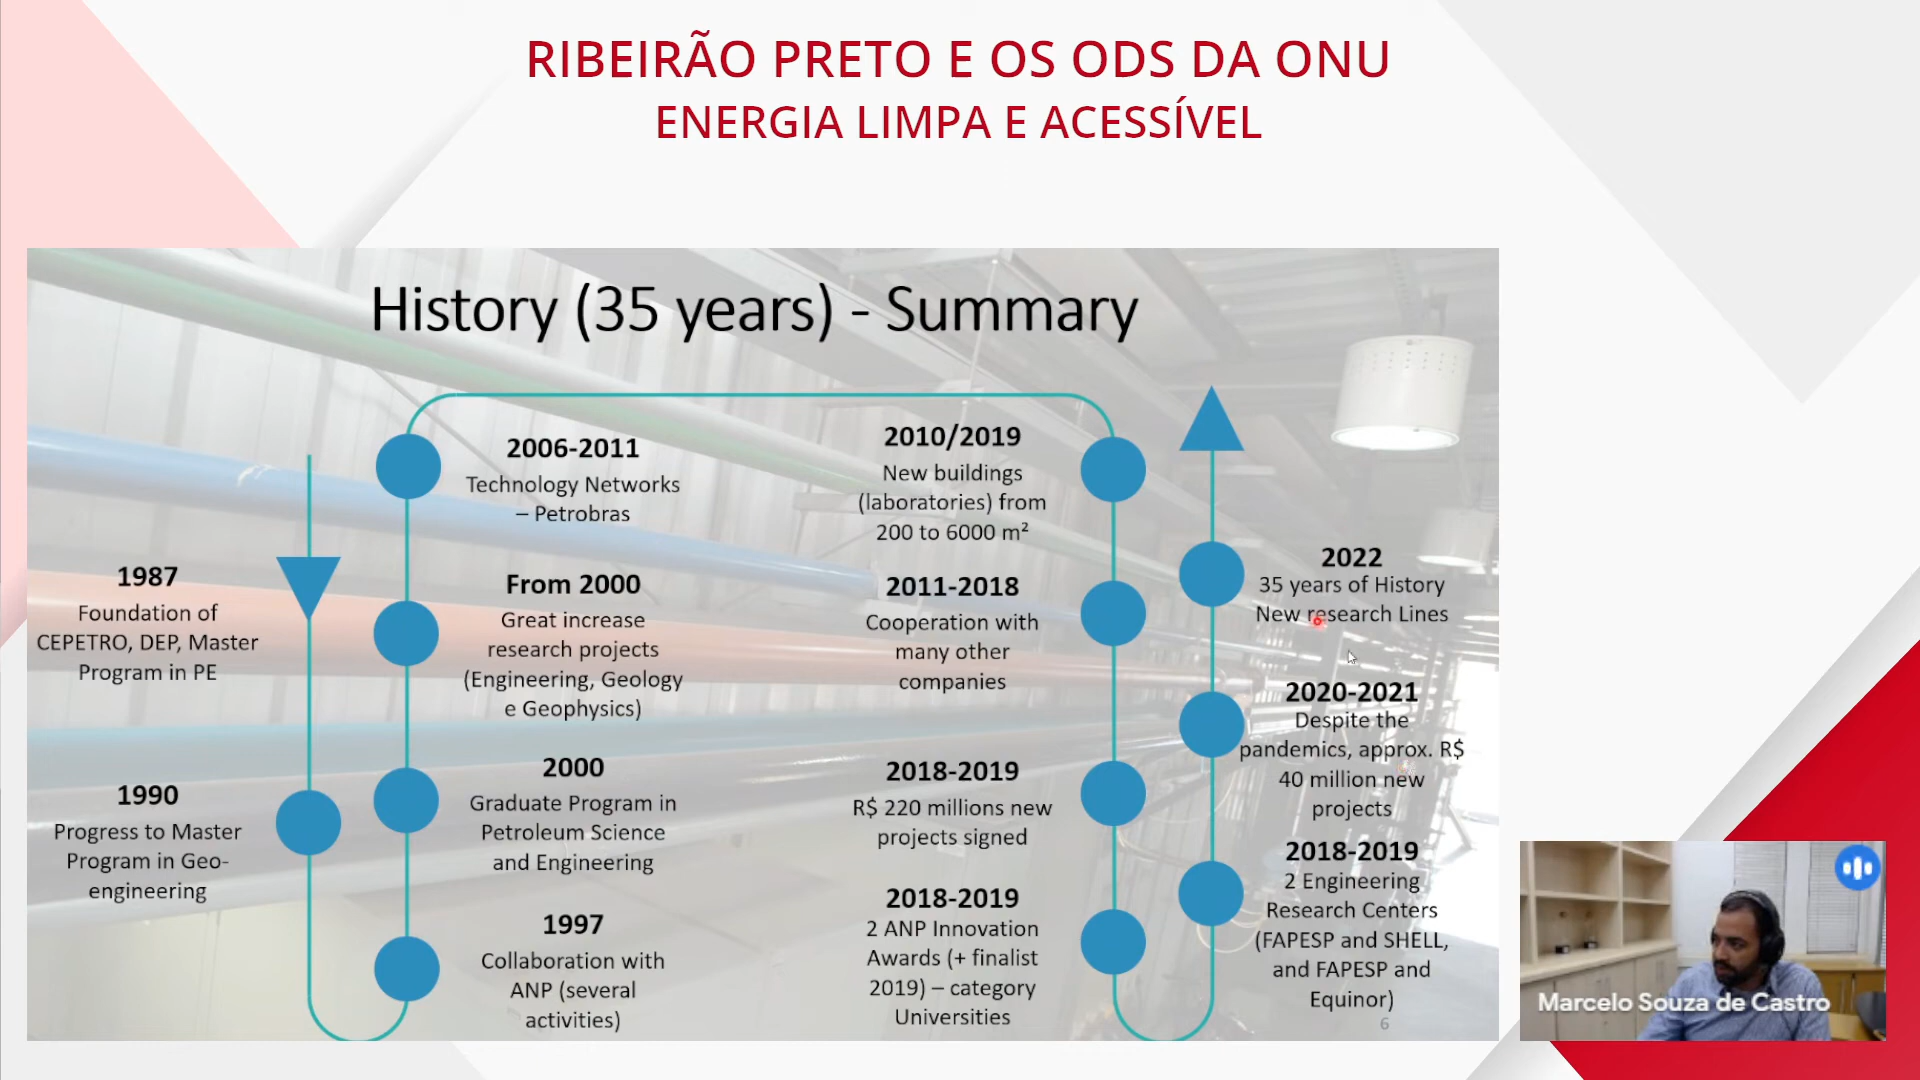 RIBEIRÃO PRETO E OS ODS DA ONU
ENERGIA LIMPA E ACESSÍVEL
History (35 years) - Summary
1987
Foundation of
CEPETRO, DEP, Master
Program in PE
1990
Progress to Master
Program in Geo-
engineering
2006-2011
Technology Networks
– Petrobras
From 2000
Great increase
research projects
(Engineering, Geology
e Geophysics)
2000
Graduate Program in
Petroleum Science
and Engineering
1997
Collaboration with
ANP (several
activities)
2010/2019
New buildings
(laboratories) from
200 to 6000 m²
2011-2018
Cooperation with
many other
companies
2018-2019
R$ 220 millions new
projects signed
2018-2019
2 ANP Innovation
Awards (+ finalist
2019) – category
Universities
2022
35 years of History
New research Lines
2020-2021
Despite the
pandemics, approx. R$
40 million new
projects
2018-2019
2 Engineering
Research Centers
(FAPESP and SHELL,
and FAPESP and
Equinor)
6
Marcelo Souza de Castro